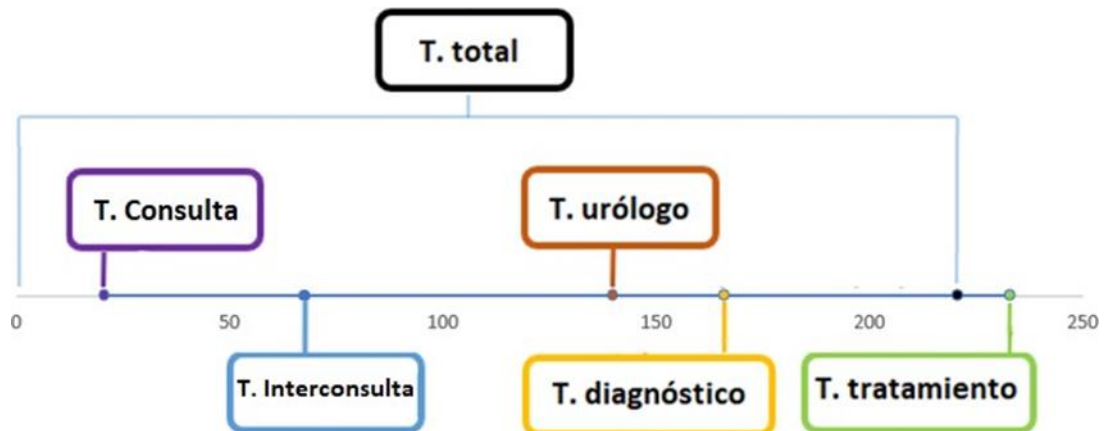 T. total
T. Consulta
T. urólogo
0
50
100
150
200
250
T. Interconsulta
T. diagnóstico
T. tratamiento